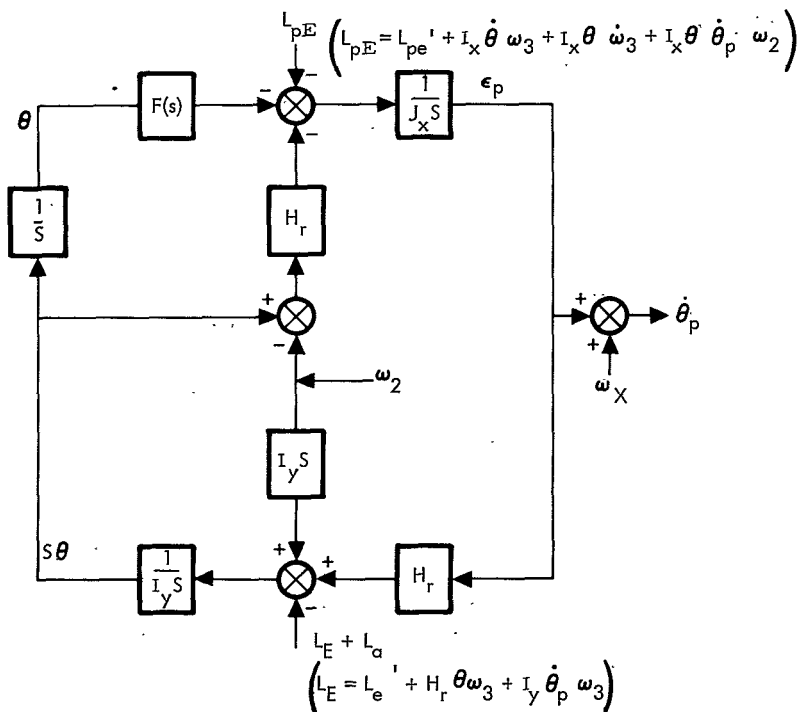 L_pE (L_pE = L_pe' + I_x θ̇ ω_3 + I_x θ ω̇_3 + I_x θ θ̇_p ω_2)
θ F(s) - - 1/(J_x S) ϵ_p
-
1/S H_r
+ + θ̇_p
- +
ω_2 ω_X
I_y S
Sθ 1/(I_y S) + + H_r
-
L_E + L_a
(L_E = L_e' + H_r θω_3 + I_y θ̇_p ω_3)